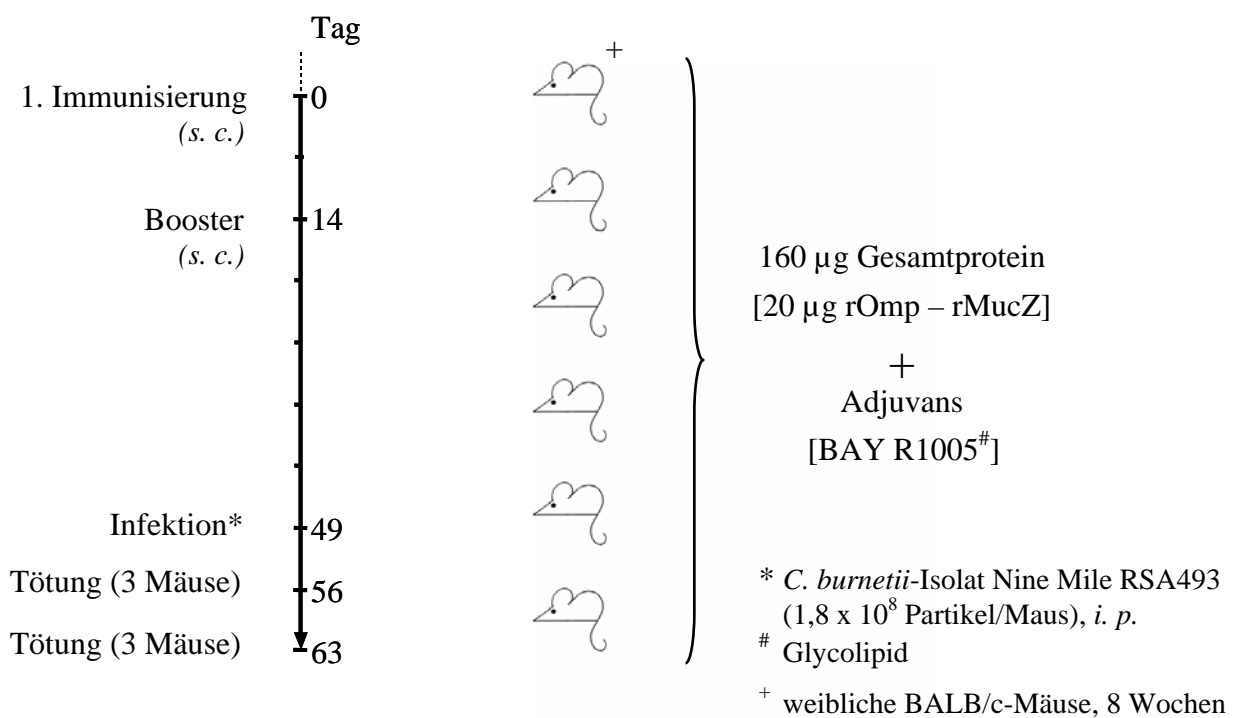 Tag
+
1. Immunisierung
0
(s. c.)
Booster
14
(s. c.)
160 µg Gesamtprotein
[20 µg rOmp – rMucZ]
+
Adjuvans
[BAY R1005#]
Infektion*
49
Tötung (3 Mäuse)
56
Tötung (3 Mäuse)
63
* C. burnetii-Isolat Nine Mile RSA493
(1,8 x 10⁸ Partikel/Maus), i. p.
# Glycolipid
+ weibliche BALB/c-Mäuse, 8 Wochen